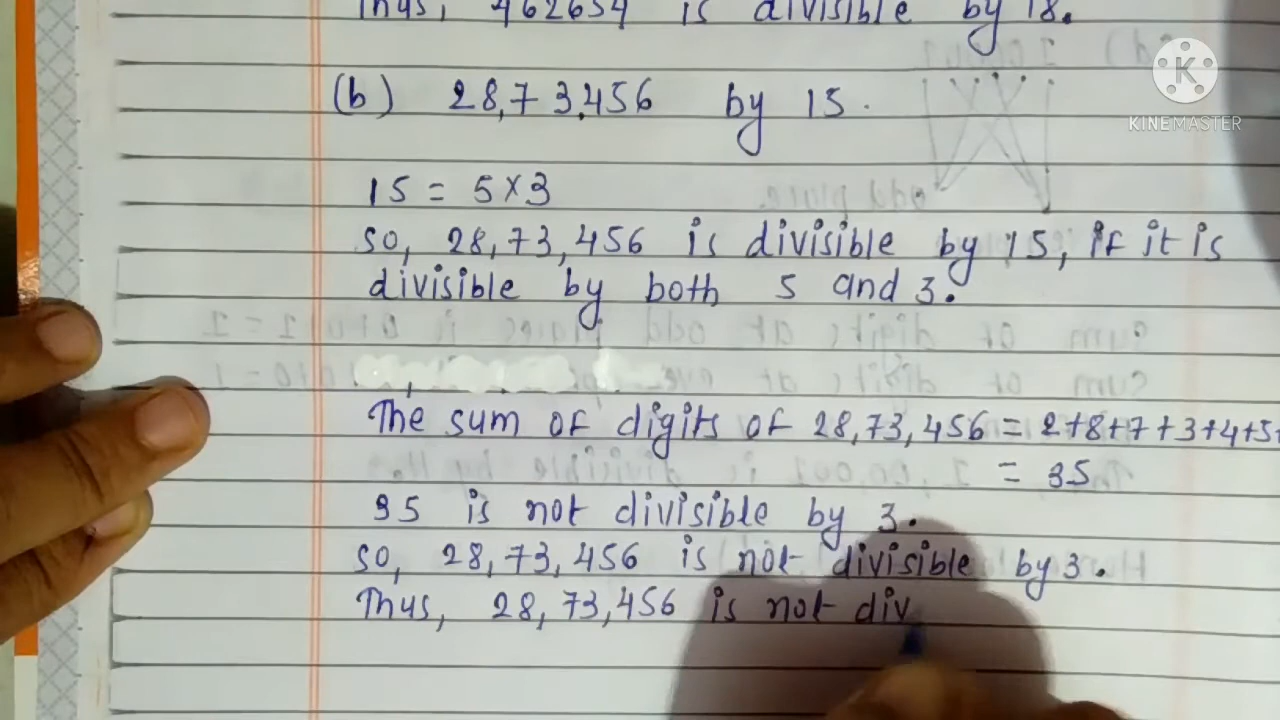 Thus, 462654 is divisible by 18.
(b) 28,73,456 by 15.
KINEMASTER
15 = 5×3
So, 28,73,456 is divisible by 15, if it is
divisible by both 5 and 3.
The sum of digits of 28,73,456 = 2+8+7+3+4+5+
= 35
35 is not divisible by 3.
So, 28,73,456 is not divisible by 3.
Thus, 28,73,456 is not div